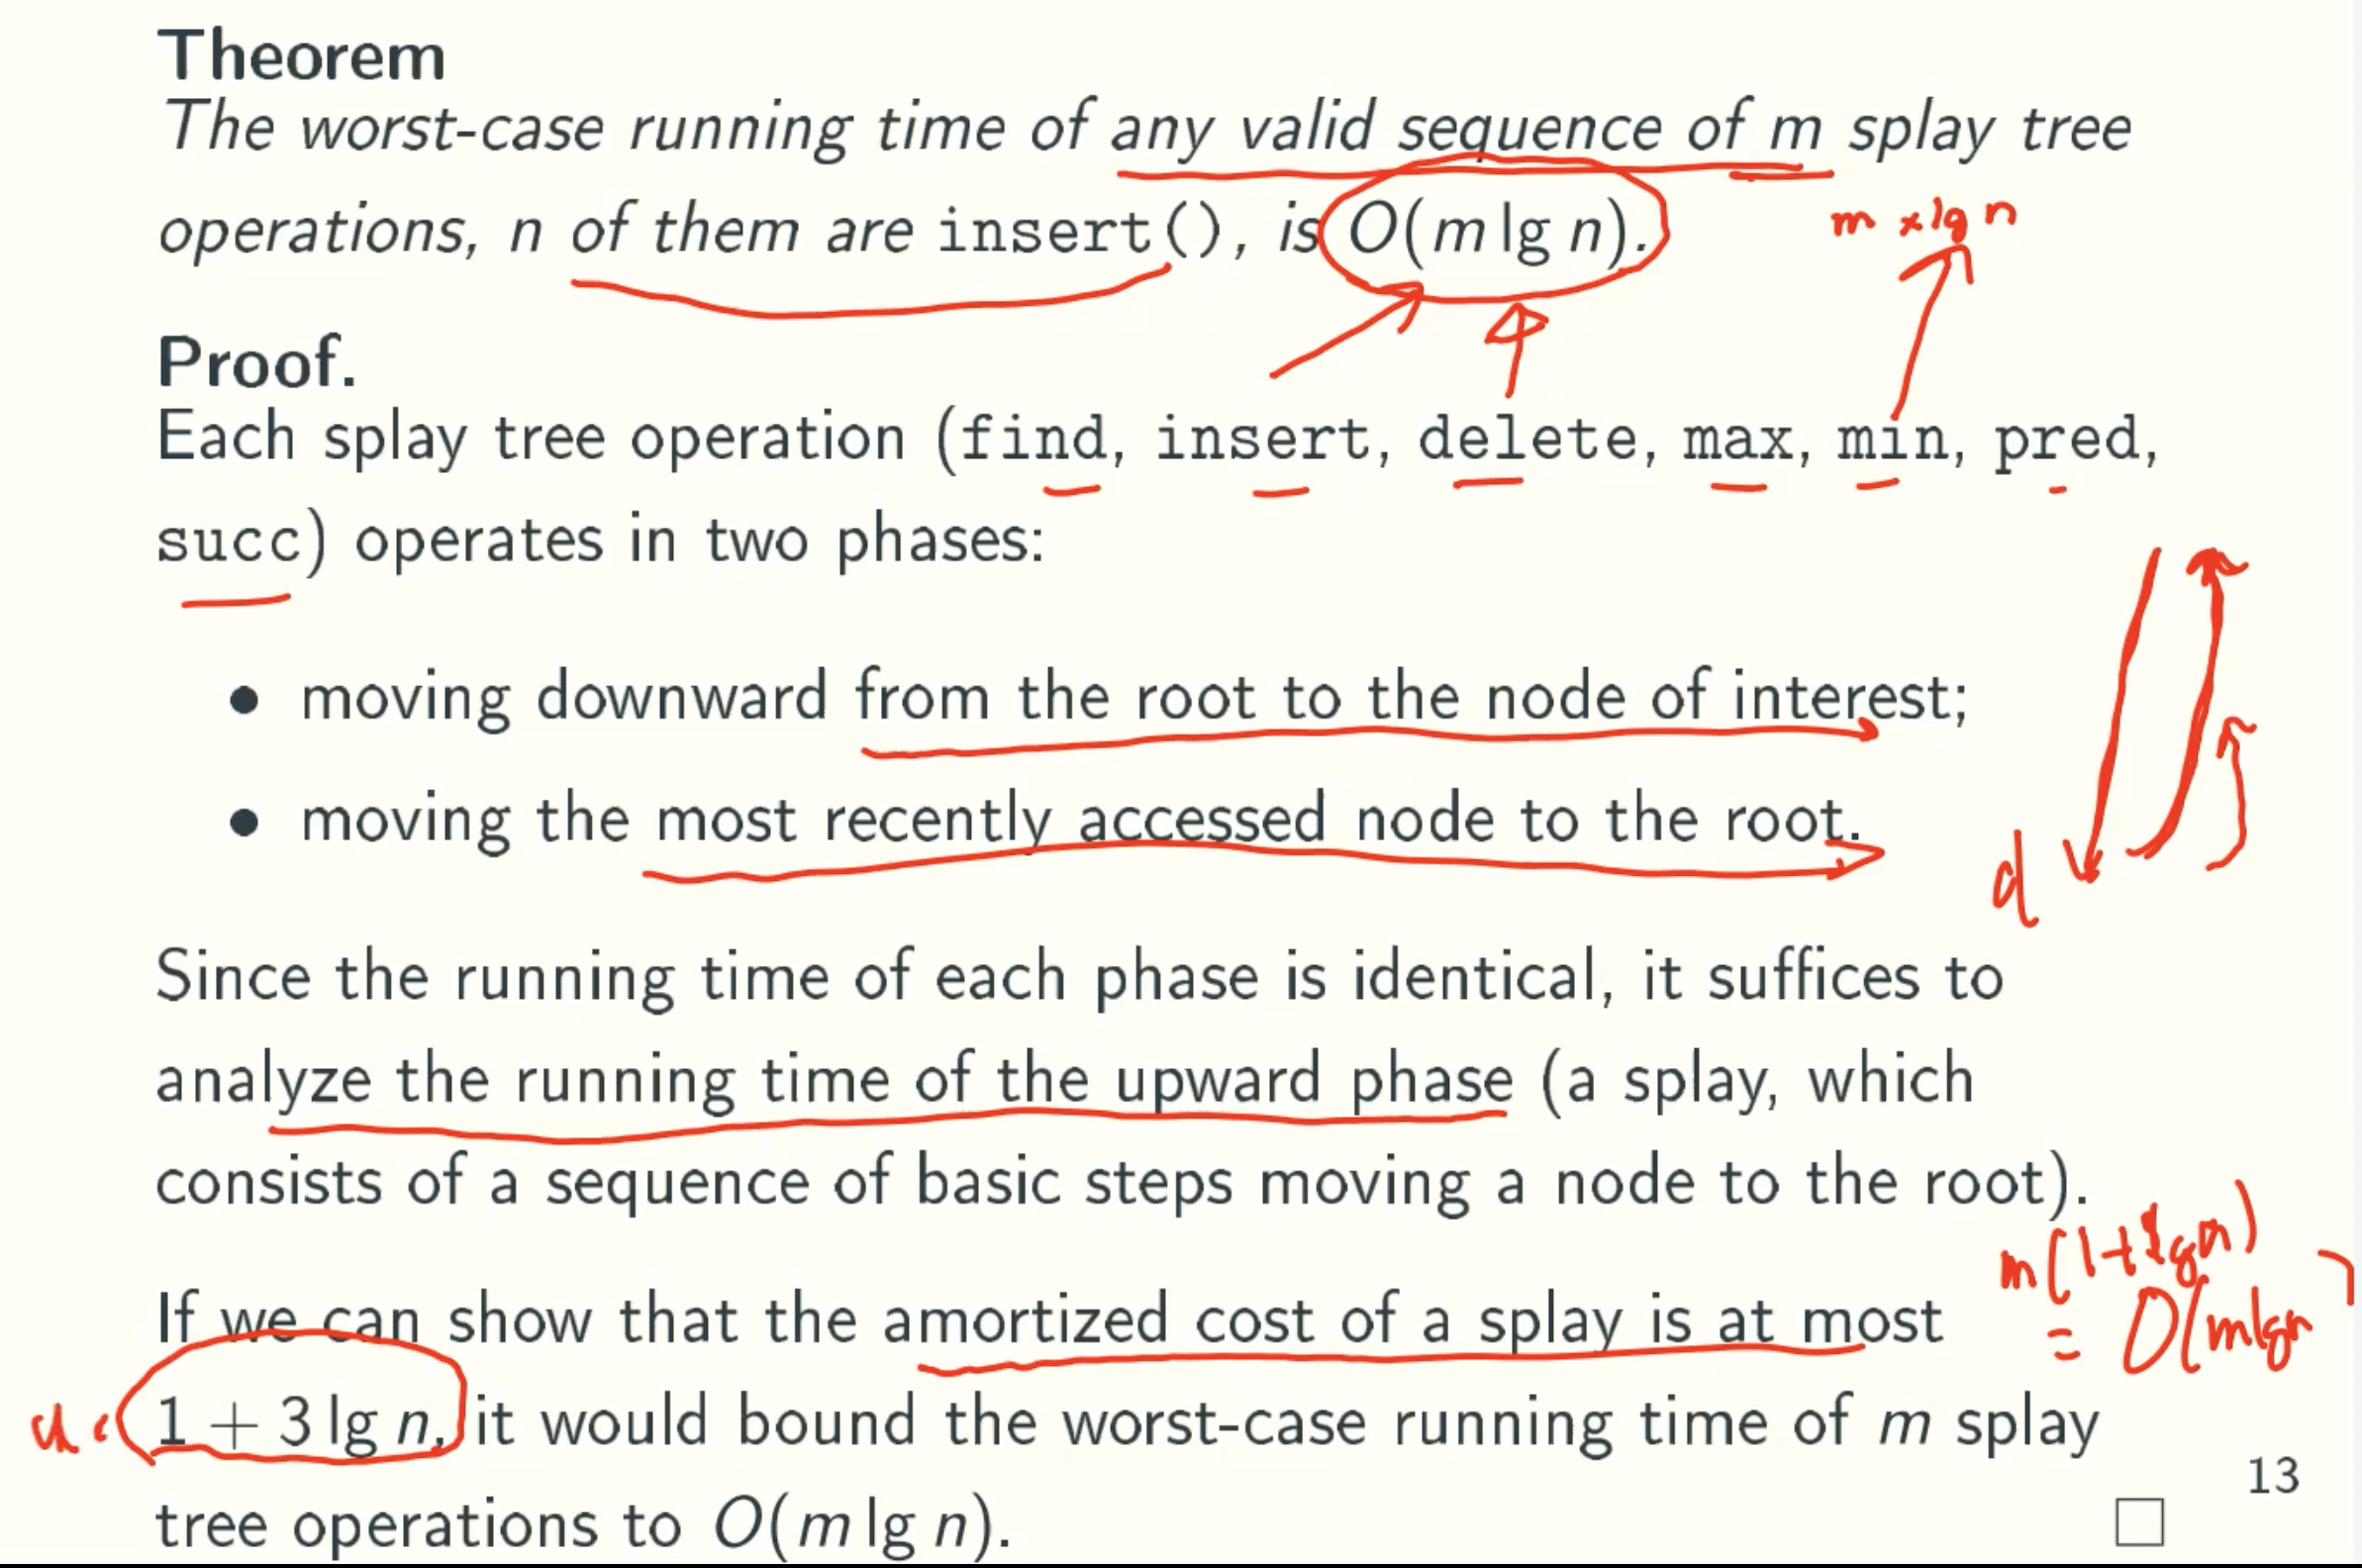 Theorem
The worst-case running time of any valid sequence of m splay tree
operations, n of them are insert(), is O(m lg n).
m × lg n
Proof.
Each splay tree operation (find, insert, delete, max, min, pred,
succ) operates in two phases:
• moving downward from the root to the node of interest;
• moving the most recently accessed node to the root.
d
Since the running time of each phase is identical, it suffices to
analyze the running time of the upward phase (a splay, which
consists of a sequence of basic steps moving a node to the root).
If we can show that the amortized cost of a splay is at most
m(1+lgn)
= O(mlgn
1 + 3 lg n, it would bound the worst-case running time of m splay
tree operations to O(m lg n).
13